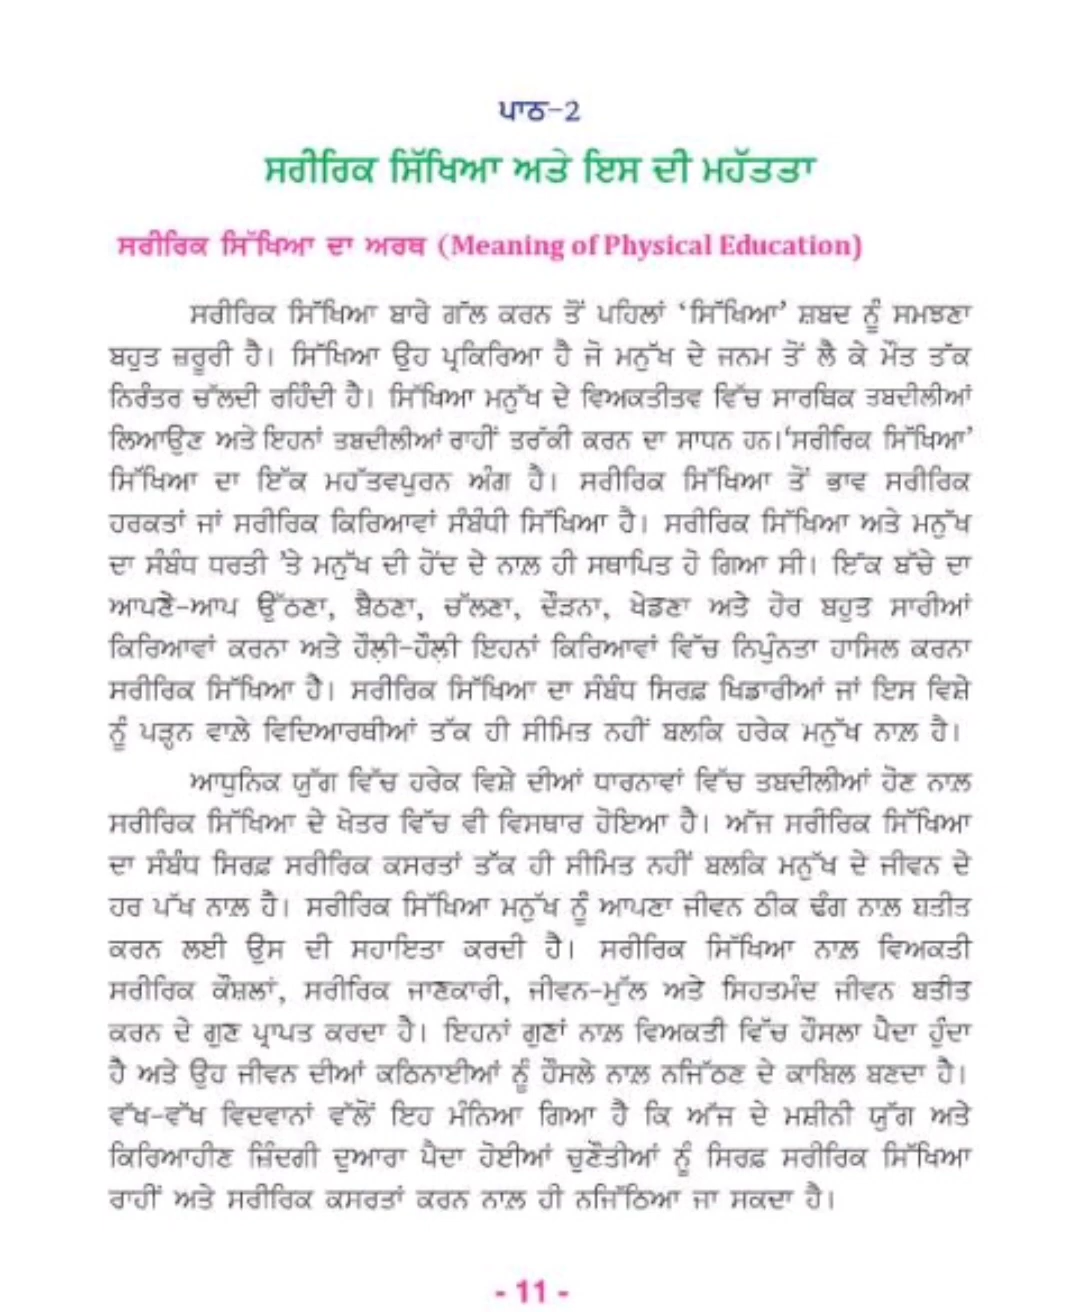 ਪਾਠ-2
ਸਰੀਰਿਕ ਸਿੱਖਿਆ ਅਤੇ ਇਸ ਦੀ ਮਹੱਤਤਾ
ਸਰੀਰਿਕ ਸਿੱਖਿਆ ਦਾ ਅਰਥ (Meaning of Physical Education)
ਸਰੀਰਿਕ ਸਿੱਖਿਆ ਬਾਰੇ ਗੱਲ ਕਰਨ ਤੋਂ ਪਹਿਲਾਂ ‘ਸਿੱਖਿਆ’ ਸ਼ਬਦ ਨੂੰ ਸਮਝਣਾ
ਬਹੁਤ ਜ਼ਰੂਰੀ ਹੈ। ਸਿੱਖਿਆ ਉਹ ਪ੍ਰਕਿਰਿਆ ਹੈ ਜੋ ਮਨੁੱਖ ਦੇ ਜਨਮ ਤੋਂ ਲੈ ਕੇ ਮੌਤ ਤੱਕ
ਨਿਰੰਤਰ ਚੱਲਦੀ ਰਹਿੰਦੀ ਹੈ। ਸਿੱਖਿਆ ਮਨੁੱਖ ਦੇ ਵਿਅਕਤੀਤਵ ਵਿੱਚ ਸਾਰਥਿਕ ਤਬਦੀਲੀਆਂ
ਲਿਆਉਣ ਅਤੇ ਇਹਨਾਂ ਤਬਦੀਲੀਆਂ ਰਾਹੀਂ ਤਰੱਕੀ ਕਰਨ ਦਾ ਸਾਧਨ ਹਨ।‘ਸਰੀਰਿਕ ਸਿੱਖਿਆ’
ਸਿੱਖਿਆ ਦਾ ਇੱਕ ਮਹੱਤਵਪੂਰਨ ਅੰਗ ਹੈ। ਸਰੀਰਿਕ ਸਿੱਖਿਆ ਤੋਂ ਭਾਵ ਸਰੀਰਿਕ
ਹਰਕਤਾਂ ਜਾਂ ਸਰੀਰਿਕ ਕਿਰਿਆਵਾਂ ਸੰਬੰਧੀ ਸਿੱਖਿਆ ਹੈ। ਸਰੀਰਿਕ ਸਿੱਖਿਆ ਅਤੇ ਮਨੁੱਖ
ਦਾ ਸੰਬੰਧ ਧਰਤੀ ’ਤੇ ਮਨੁੱਖ ਦੀ ਹੋਂਦ ਦੇ ਨਾਲ਼ ਹੀ ਸਥਾਪਿਤ ਹੋ ਗਿਆ ਸੀ। ਇੱਕ ਬੱਚੇ ਦਾ
ਆਪਣੇ-ਆਪ ਉੱਠਣਾ, ਬੈਠਣਾ, ਚੱਲਣਾ, ਦੌੜਨਾ, ਖੇਡਣਾ ਅਤੇ ਹੋਰ ਬਹੁਤ ਸਾਰੀਆਂ
ਕਿਰਿਆਵਾਂ ਕਰਨਾ ਅਤੇ ਹੌਲ਼ੀ-ਹੌਲ਼ੀ ਇਹਨਾਂ ਕਿਰਿਆਵਾਂ ਵਿੱਚ ਨਿਪੁੰਨਤਾ ਹਾਸਿਲ ਕਰਨਾ
ਸਰੀਰਿਕ ਸਿੱਖਿਆ ਹੈ। ਸਰੀਰਿਕ ਸਿੱਖਿਆ ਦਾ ਸੰਬੰਧ ਸਿਰਫ਼ ਖਿਡਾਰੀਆਂ ਜਾਂ ਇਸ ਵਿਸ਼ੇ
ਨੂੰ ਪੜ੍ਹਨ ਵਾਲ਼ੇ ਵਿਦਿਆਰਥੀਆਂ ਤੱਕ ਹੀ ਸੀਮਿਤ ਨਹੀਂ ਬਲਕਿ ਹਰੇਕ ਮਨੁੱਖ ਨਾਲ਼ ਹੈ।
ਆਧੁਨਿਕ ਯੁੱਗ ਵਿੱਚ ਹਰੇਕ ਵਿਸ਼ੇ ਦੀਆਂ ਧਾਰਨਾਵਾਂ ਵਿੱਚ ਤਬਦੀਲੀਆਂ ਹੋਣ ਨਾਲ਼
ਸਰੀਰਿਕ ਸਿੱਖਿਆ ਦੇ ਖੇਤਰ ਵਿੱਚ ਵੀ ਵਿਸਥਾਰ ਹੋਇਆ ਹੈ। ਅੱਜ ਸਰੀਰਿਕ ਸਿੱਖਿਆ
ਦਾ ਸੰਬੰਧ ਸਿਰਫ਼ ਸਰੀਰਿਕ ਕਸਰਤਾਂ ਤੱਕ ਹੀ ਸੀਮਿਤ ਨਹੀਂ ਬਲਕਿ ਮਨੁੱਖ ਦੇ ਜੀਵਨ ਦੇ
ਹਰ ਪੱਖ ਨਾਲ਼ ਹੈ। ਸਰੀਰਿਕ ਸਿੱਖਿਆ ਮਨੁੱਖ ਨੂੰ ਆਪਣਾ ਜੀਵਨ ਠੀਕ ਢੰਗ ਨਾਲ਼ ਬਤੀਤ
ਕਰਨ ਲਈ ਉਸ ਦੀ ਸਹਾਇਤਾ ਕਰਦੀ ਹੈ। ਸਰੀਰਿਕ ਸਿੱਖਿਆ ਨਾਲ਼ ਵਿਅਕਤੀ
ਸਰੀਰਿਕ ਕੌਸ਼ਲਾਂ, ਸਰੀਰਿਕ ਜਾਣਕਾਰੀ, ਜੀਵਨ-ਮੁੱਲ ਅਤੇ ਸਿਹਤਮੰਦ ਜੀਵਨ ਬਤੀਤ
ਕਰਨ ਦੇ ਗੁਣ ਪ੍ਰਾਪਤ ਕਰਦਾ ਹੈ। ਇਹਨਾਂ ਗੁਣਾਂ ਨਾਲ਼ ਵਿਅਕਤੀ ਵਿੱਚ ਹੌਸਲਾ ਪੈਦਾ ਹੁੰਦਾ
ਹੈ ਅਤੇ ਉਹ ਜੀਵਨ ਦੀਆਂ ਕਠਿਨਾਈਆਂ ਨੂੰ ਹੌਸਲੇ ਨਾਲ਼ ਨਜਿੱਠਣ ਦੇ ਕਾਬਿਲ ਬਣਦਾ ਹੈ।
ਵੱਖ-ਵੱਖ ਵਿਦਵਾਨਾਂ ਵੱਲੋਂ ਇਹ ਮੰਨਿਆ ਗਿਆ ਹੈ ਕਿ ਅੱਜ ਦੇ ਮਸ਼ੀਨੀ ਯੁੱਗ ਅਤੇ
ਕਿਰਿਆਹੀਣ ਜ਼ਿੰਦਗੀ ਦੁਆਰਾ ਪੈਦਾ ਹੋਈਆਂ ਚੁਣੌਤੀਆਂ ਨੂੰ ਸਿਰਫ਼ ਸਰੀਰਿਕ ਸਿੱਖਿਆ
ਰਾਹੀਂ ਅਤੇ ਸਰੀਰਿਕ ਕਸਰਤਾਂ ਕਰਨ ਨਾਲ਼ ਹੀ ਨਜਿੱਠਿਆ ਜਾ ਸਕਦਾ ਹੈ।
- 11 -